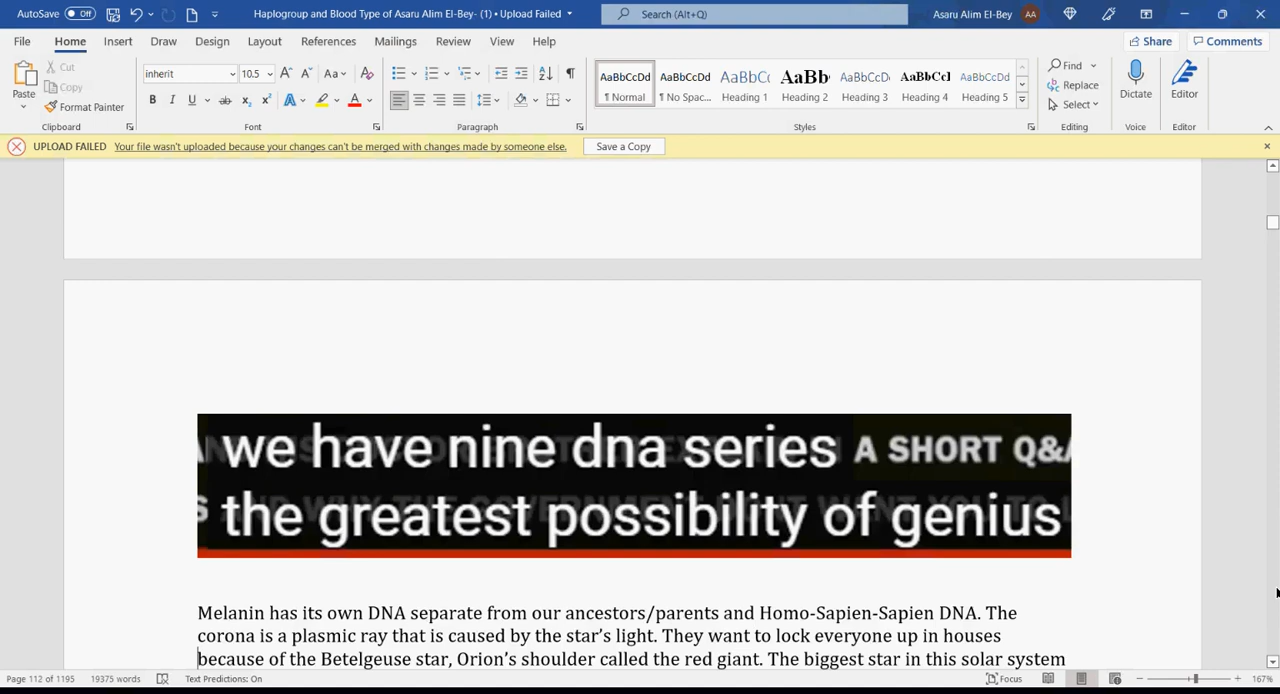 AutoSave Off Haplogroup and Blood Type of Asaru Alim El-Bey- (1) • Upload Failed Search (Alt+Q) Asaru Alim El-Bey AA
File Home Insert Draw Design Layout References Mailings Review View Help Share Comments
Paste Cut Copy Format Painter
inherit 10.5 Aa
AaBbCcDd AaBbCcDd AaBbCc AaBb AaBbCcDd AaBbCcI AaBbCcDd
¶ Normal ¶ No Spac... Heading 1 Heading 2 Heading 3 Heading 4 Heading 5
Find Replace Select Dictate Editor
Clipboard Font Paragraph Styles Editing Voice Editor
UPLOAD FAILED Your file wasn't uploaded because your changes can't be merged with changes made by someone else. Save a Copy
we have nine dna series A SHORT Q&A
the greatest possibility of genius
Melanin has its own DNA separate from our ancestors/parents and Homo-Sapien-Sapien DNA. The
corona is a plasmic ray that is caused by the star’s light. They want to lock everyone up in houses
because of the Betelgeuse star, Orion’s shoulder called the red giant. The biggest star in this solar system
Page 112 of 1195 19375 words Text Predictions: On Focus 167%